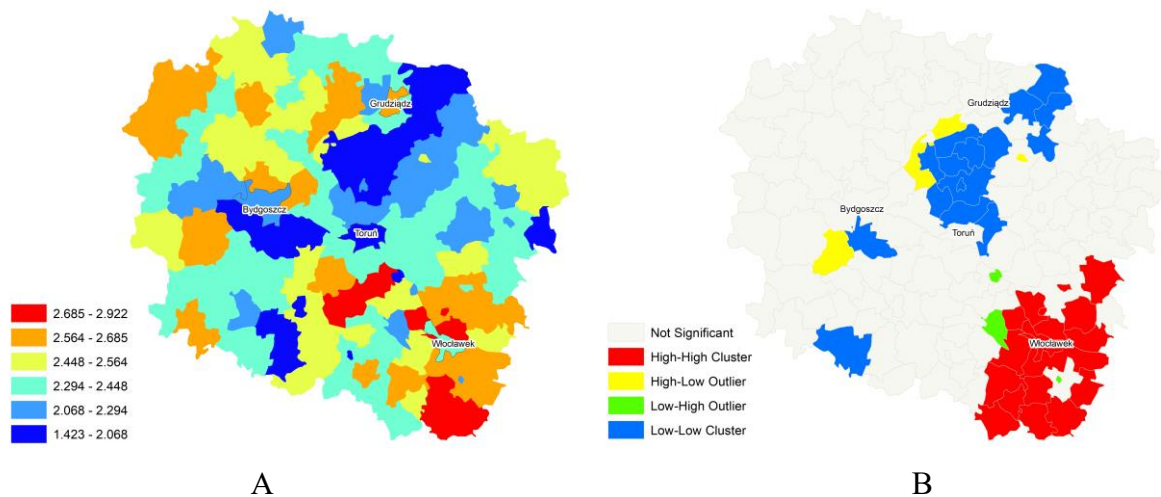 Grudziądz
Bydgoszcz
Toruń
Włocławek
2.685 - 2.922
2.564 - 2.685
2.448 - 2.564
2.294 - 2.448
2.068 - 2.294
1.423 - 2.068
A
Grudziądz
Bydgoszcz
Toruń
Włocławek
Not Significant
High-High Cluster
High-Low Outlier
Low-High Outlier
Low-Low Cluster
B